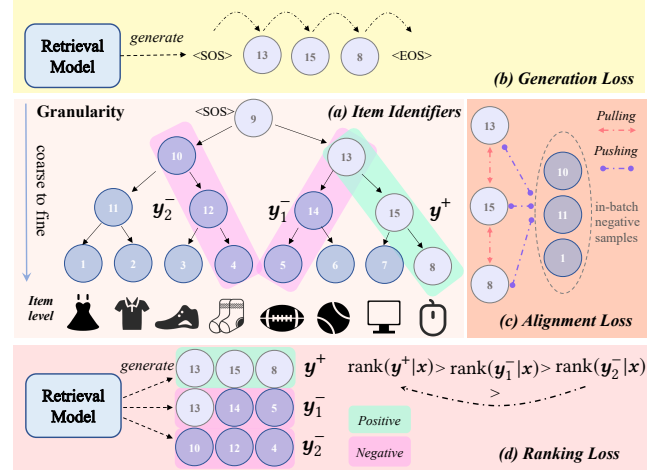 Retrieval
Model
generate
<SOS>
13
15
8
<EOS>
(b) Generation Loss
Granularity
<SOS>
9
(a) Item Identifiers
coarse to fine
10
13
11
y₂⁻
12
y₁⁻
14
15
y⁺
1
2
3
4
5
6
7
8
Item
level
13
Pulling
Pushing
10
15
11
in-batch
negative
samples
1
8
(c) Alignment Loss
Retrieval
Model
generate
13 15 8 y⁺
13 14 5 y₁⁻
10 12 4 y₂⁻
rank(y⁺|x) > rank(y₁⁻|x) > rank(y₂⁻|x)
>
Positive
Negative
(d) Ranking Loss